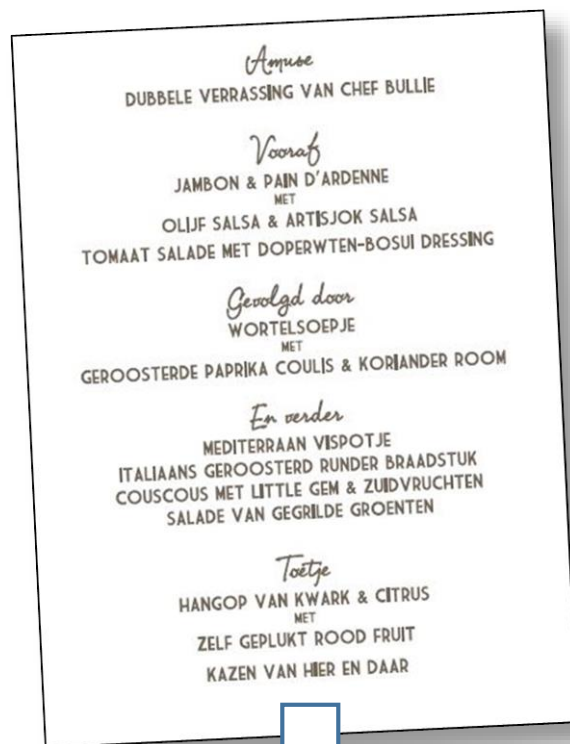 Amuse
DUBBELE VERRASSING VAN CHEF BULLIE
Vooraf
JAMBON & PAIN D'ARDENNE
MET
OLIJF SALSA & ARTISJOK SALSA
TOMAAT SALADE MET DOPERWTEN-BOSUI DRESSING
Gevolgd door
WORTELSOEPJE
MET
GEROOSTERDE PAPRIKA COULIS & KORIANDER ROOM
En verder
MEDITERRAAN VISPOTJE
ITALIAANS GEROOSTERD RUNDER BRAADSTUK
COUSCOUS MET LITTLE GEM & ZUIDVRUCHTEN
SALADE VAN GEGRILDE GROENTEN
Toetje
HANGOP VAN KWARK & CITRUS
MET
ZELF GEPLUKT ROOD FRUIT
KAZEN VAN HIER EN DAAR